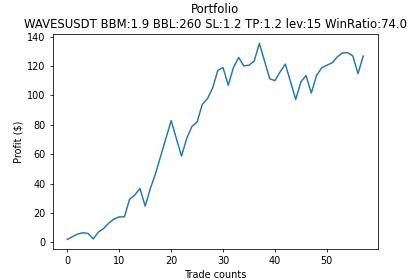 Portfolio
WAVESUSDT BBM:1.9 BBL:260 SL:1.2 TP:1.2 lev:15 WinRatio:74.0
140
120
100
80
60
40
20
0
Profit ($)
0 10 20 30 40 50
Trade counts